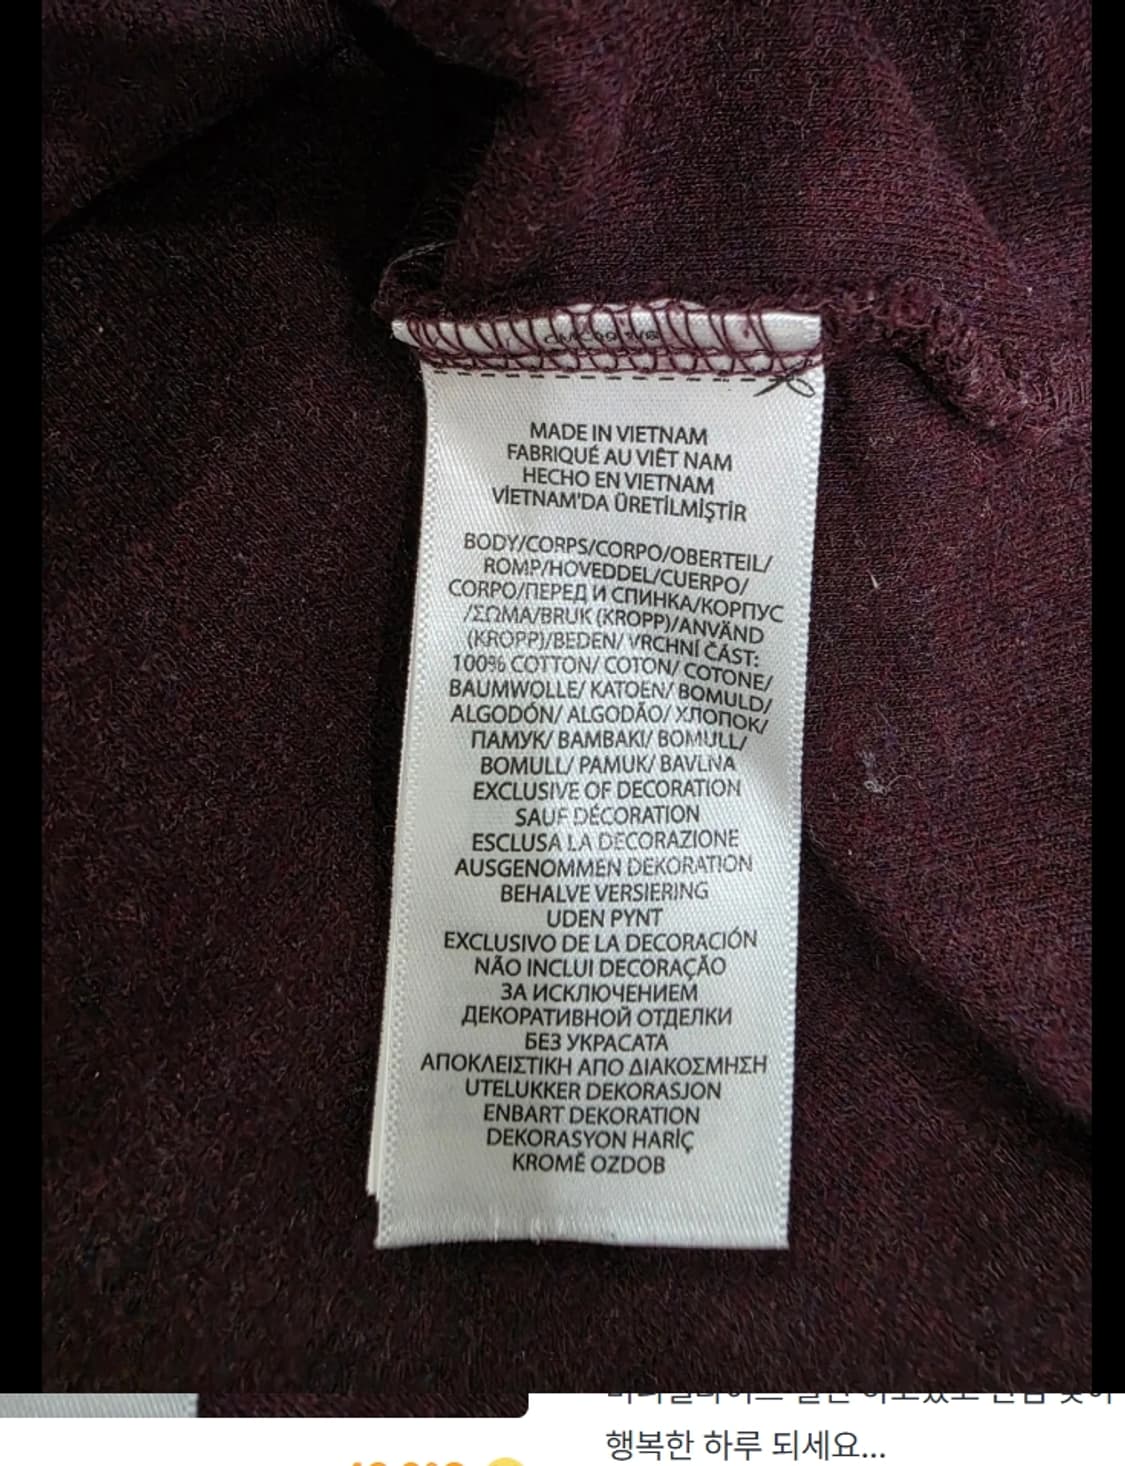 MADE IN VIETNAM
FABRIQUÉ AU VIÊT NAM
HECHO EN VIETNAM
VİETNAM'DA ÜRETİLMİŞTİR
BODY/CORPS/CORPO/OBERTEIL/
ROMP/HOVEDDEL/CUERPO/
CORPO/ПЕРЕД И СПИНКА/КОРПУС
/ΣΩΜΑ/BRUK (KROPP)/ANVÄND
(KROPP)/BEDEN/ VRCHNÍ ČÁST:
100% COTTON/ COTON/ COTONE/
BAUMWOLLE/ KATOEN/ BOMULD/
ALGODÓN/ ALGODÃO/ ХЛОПОК/
ПАМУК/ BAMBAKI/ BOMULL/
BOMULL/ PAMUK/ BAVLNA
EXCLUSIVE OF DECORATION
SAUF DÉCORATION
ESCLUSA LA DECORAZIONE
AUSGENOMMEN DEKORATION
BEHALVE VERSIERING
UDEN PYNT
EXCLUSIVO DE LA DECORACIÓN
NÃO INCLUI DECORAÇÃO
ЗА ИСКЛЮЧЕНИЕМ
ДЕКОРАТИВНОЙ ОТДЕЛКИ
БЕЗ УКРАСАТА
ΑΠΟΚΛΕΙΣΤΙΚΗ ΑΠΟ ΔΙΑΚΟΣΜΗΣΗ
UTELUKKER DEKORASJON
ENBART DEKORATION
DEKORASYON HARİÇ
KROMĚ OZDOB
행복한 하루 되세요...